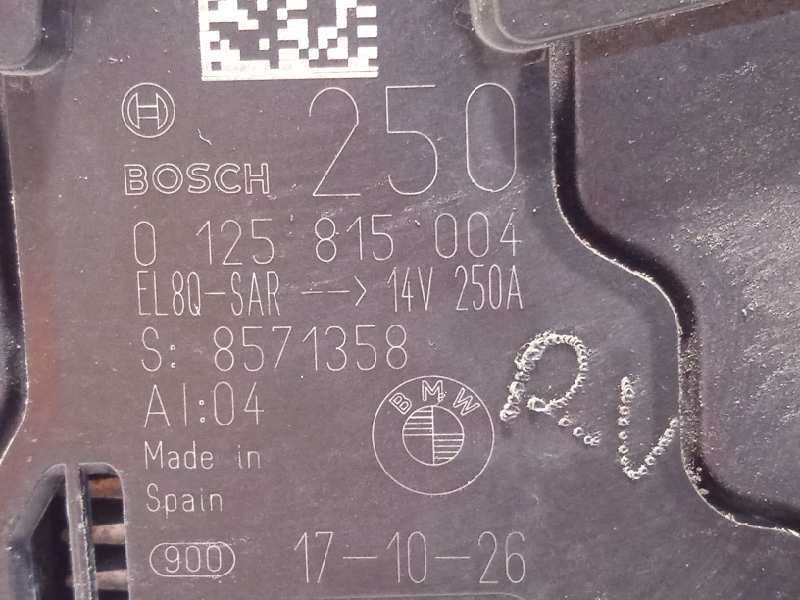 250
BOSCH
0 125 815 004
EL8Q-SAR --> 14V 250A
S: 8571358
AI:04
BMW
R.V
Made in
Spain
900
17-10-26